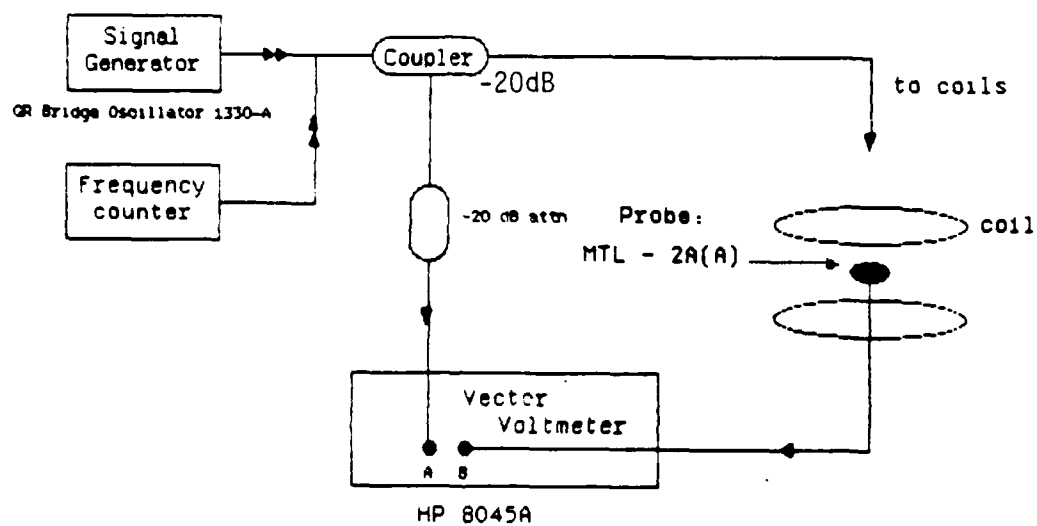 Signal
Generator
GR Bridge Oscillator 1330-A
Frequency
counter
Coupler
-20dB
to coils
-20 dB attn
Probe:
MTL - 2A(A)
coil
Vector
Voltmeter
A B
HP 8045A